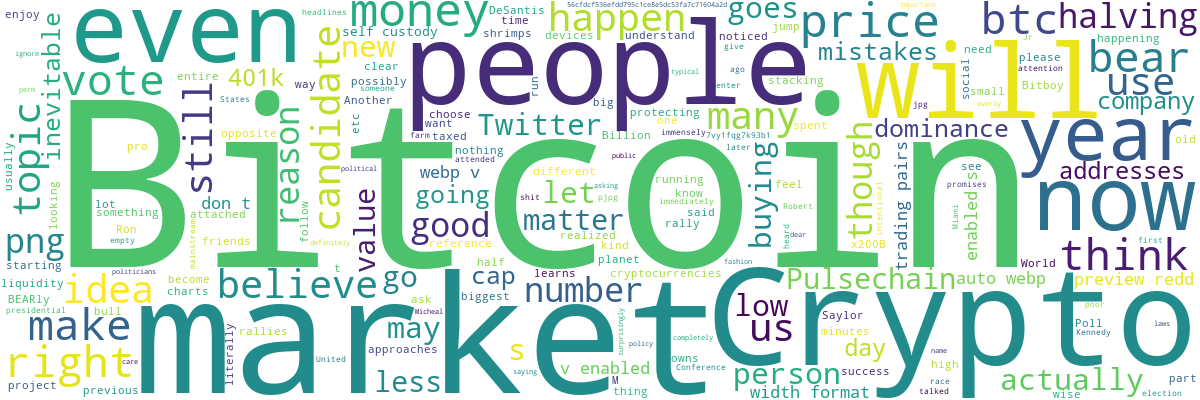 Bitcoin
people
will
market
Crypto
even
now
year
money
happen
goes
price
btc
halving
bear
use
company
mistakes
vote
401k
candidate
new
self custody
DeSantis
time
shrimps
devices
understand
56cfdcf536efdd795c1ce8e5dc53fa7c71604a2d
noticed
give
jump
important
Jr
happening
attention
please
need
social
small
Bitboy
overly
enjoy
headlines
ignore
perm
usually
topic
inevitable
looking
entire
States
opposite
pro
still
reason
way
clear
possibly
someone
Another
etc
choose
want
farm
taxed
political
run
big
Twitter
many
stacking
typical
ago
enter
protecting
one
immensely
7vy1fqg7k93b1
later
spent
jpg
dominance
addresses
old
lot
something
empty
don t
attached
follow
Ron
friends
mainstream
definitely
value
going
nothing
attended
webp v
good
reference
let
different
matter
realized
kind
planet
public
shit
asking
pjpg
running
know
immediately
said
rally
buying
feel
Robert
heard
dear
though
intentional
x200B
trading pairs
see
promises
enabled s
Miami
World
first
think
png
starting
liquidity
BEARly
presidential
politicians
idea
bull
make
right
project
previous
care
become
charts
t
believe
go
cap
half
learns
biggest
number
cryptocurrencies
fashion
Pulsechain
auto webp
preview redd
low
us
Saylor
minutes
day
success
high
name
race
talked
Poll
Kennedy
poor
laws
part
wise
election
actually
literally
rallies
United
may
less
ask
Micheal
approaches
saying
policy
s
v enabled
M
thing
surprisingly
completely
owns
Conference
person
width format